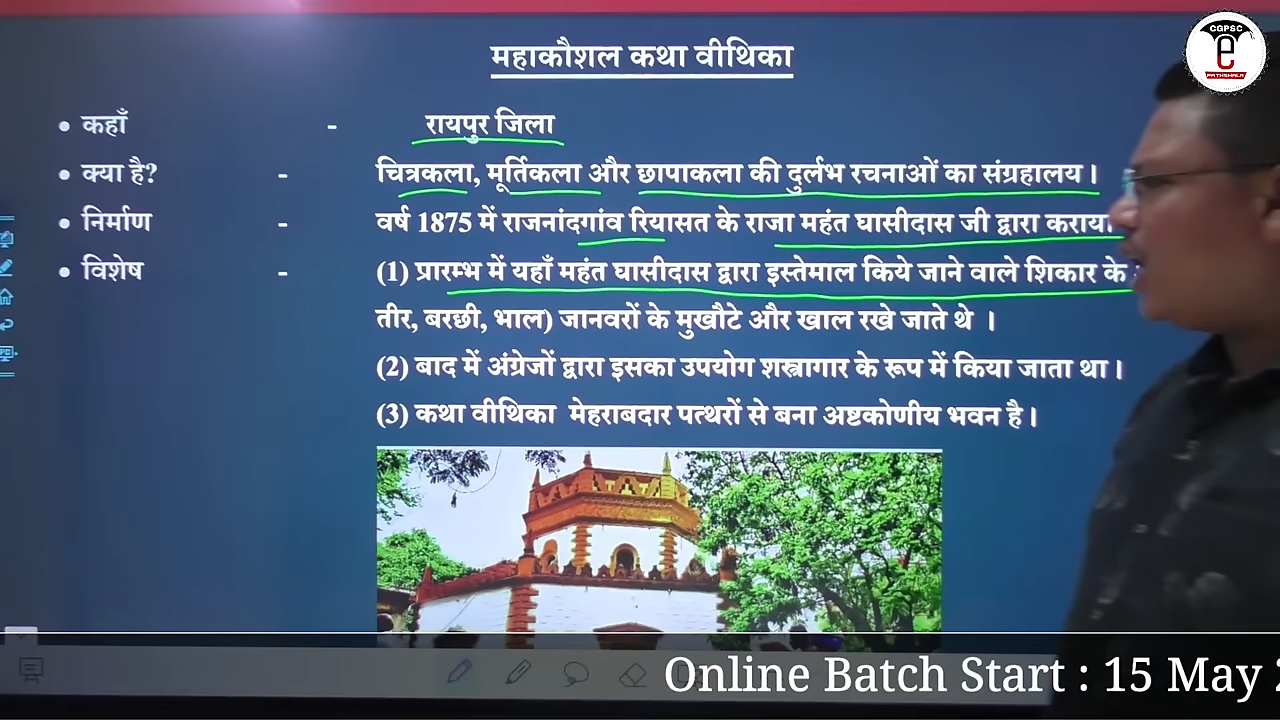 CGPSC
e
PATHSHALA
महाकौशल कथा वीथिका
• कहाँ - रायपुर जिला
• क्या है? - चित्रकला, मूर्तिकला और छापाकला की दुर्लभ रचनाओं का संग्रहालय।
• निर्माण - वर्ष 1875 में राजनांदगांव रियासत के राजा महंत घासीदास जी द्वारा कराया
• विशेष - (1) प्रारम्भ में यहाँ महंत घासीदास द्वारा इस्तेमाल किये जाने वाले शिकार के
तीर, बरछी, भाल) जानवरों के मुखौटे और खाल रखे जाते थे ।
(2) बाद में अंग्रेजों द्वारा इसका उपयोग शस्त्रागार के रूप में किया जाता था।
(3) कथा वीथिका मेहराबदार पत्थरों से बना अष्टकोणीय भवन है।
Online Batch Start : 15 May